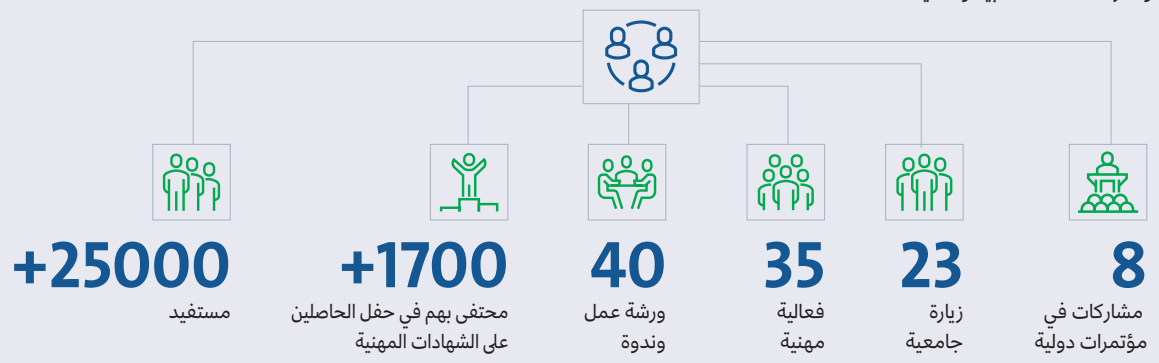 8
مشاركات في
مؤتمرات دولية
23
زيارة
جامعية
35
فعالية
مهنية
40
ورشة عمل
وندوة
+1700
محتفى بهم في حفل الحاصلين
على الشهادات المهنية
+25000
مستفيد